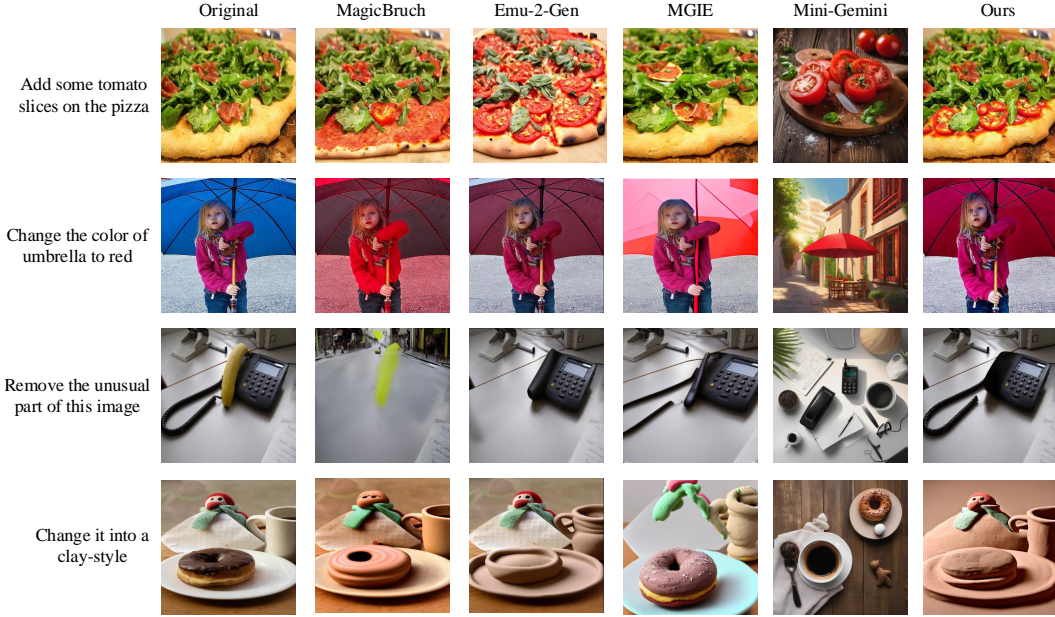 Original MagicBruch Emu-2-Gen MGIE Mini-Gemini Ours
Add some tomato
slices on the pizza
Change the color of
umbrella to red
Remove the unusual
part of this image
Change it into a
clay-style